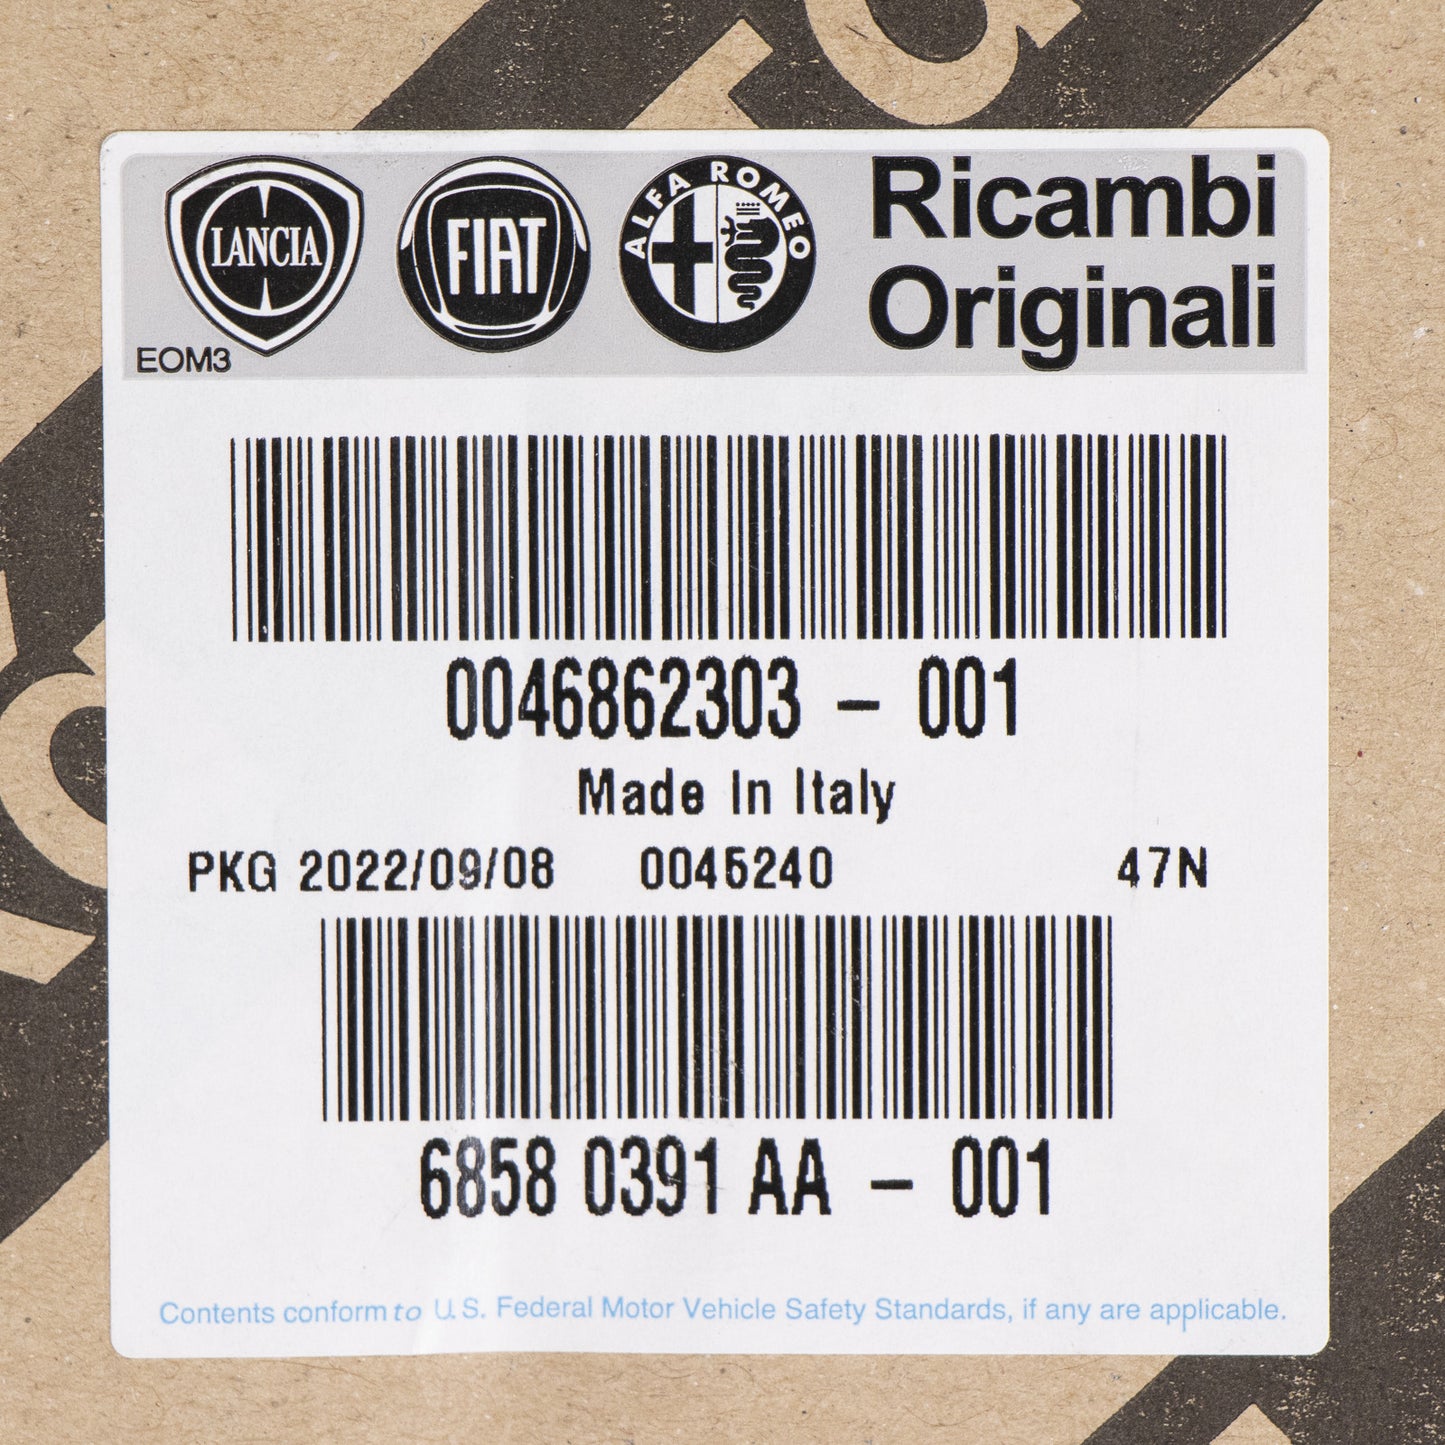 LANCIA
FIAT
ALFA ROMEO
Ricambi
Originali
EOM3
0046862303 - 001
Made In Italy
PKG 2022/09/08 0045240 47N
6858 0391 AA - 001
Contents conform to U.S. Federal Motor Vehicle Safety Standards, if any are applicable.